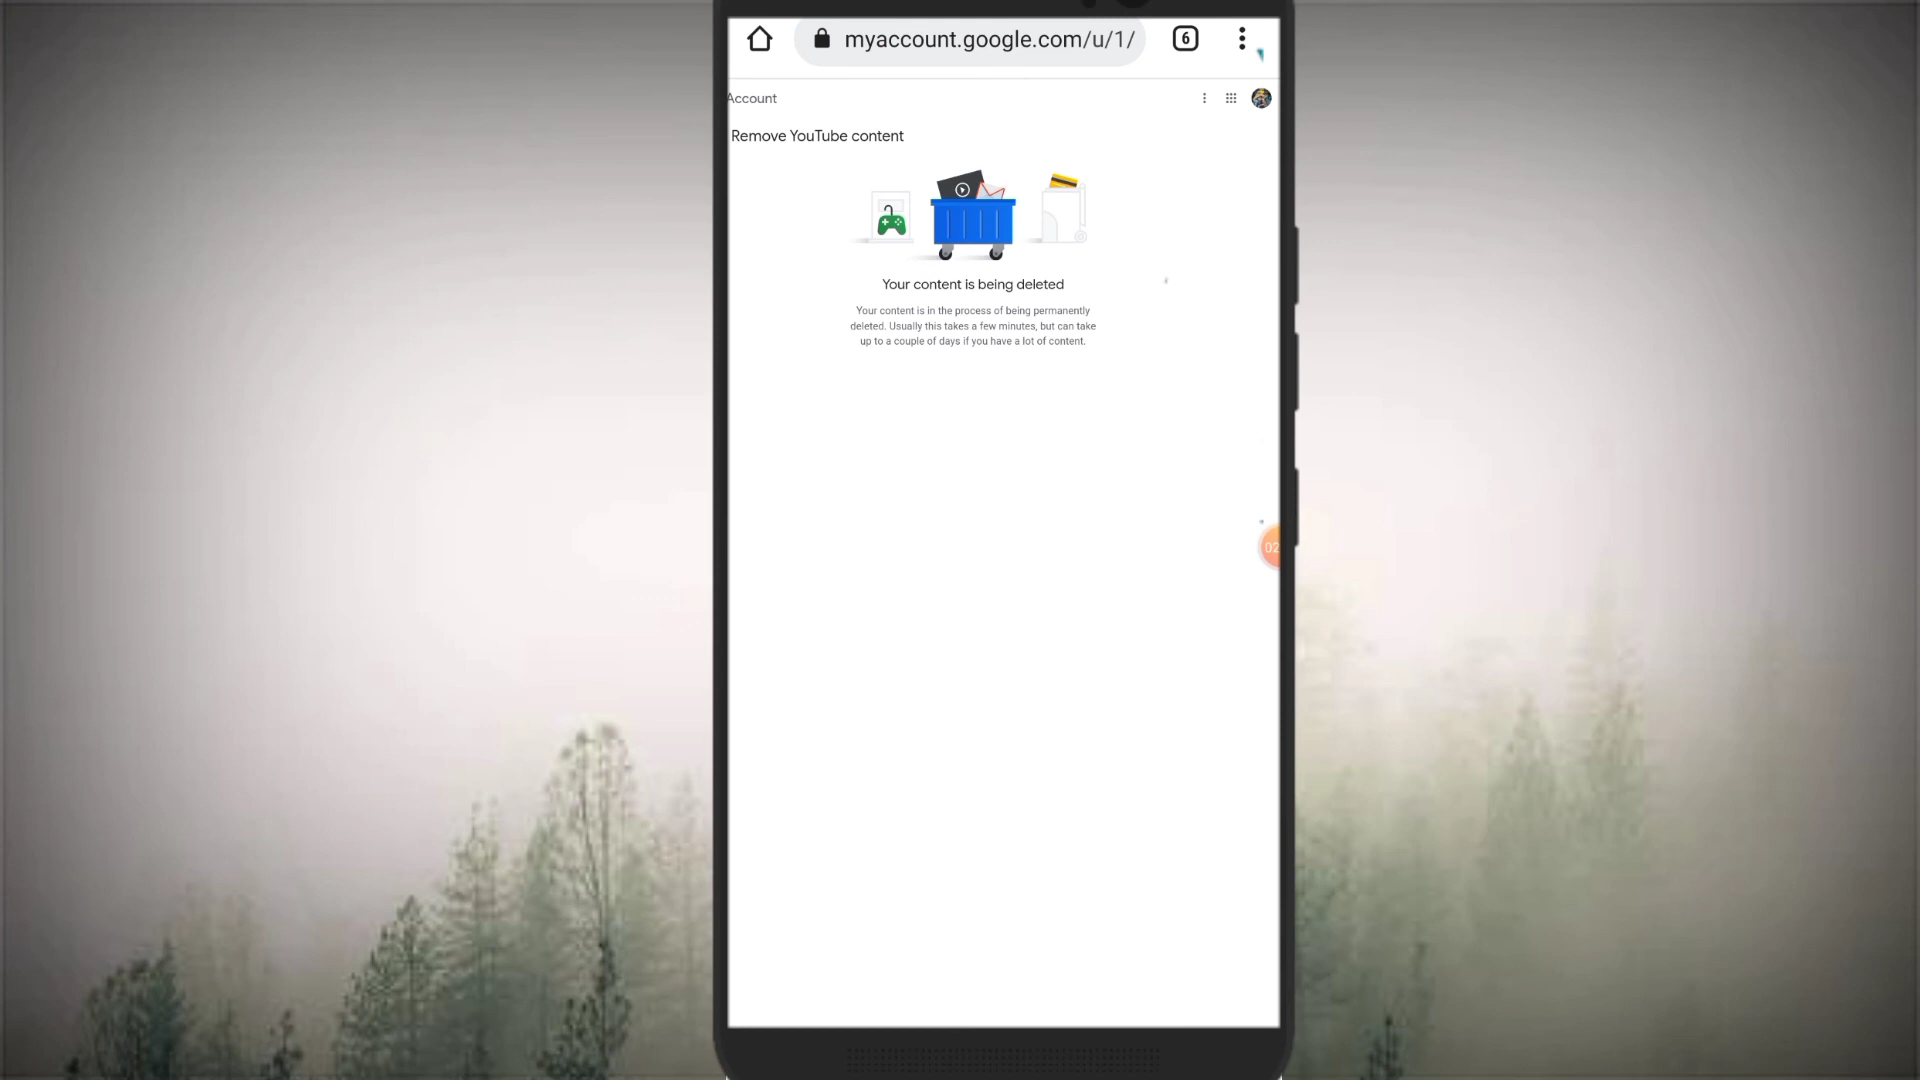 myaccount.google.com/u/1/
6
Account
Remove YouTube content
Your content is being deleted
Your content is in the process of being permanently
deleted. Usually this takes a few minutes, but can take
up to a couple of days if you have a lot of content.
02